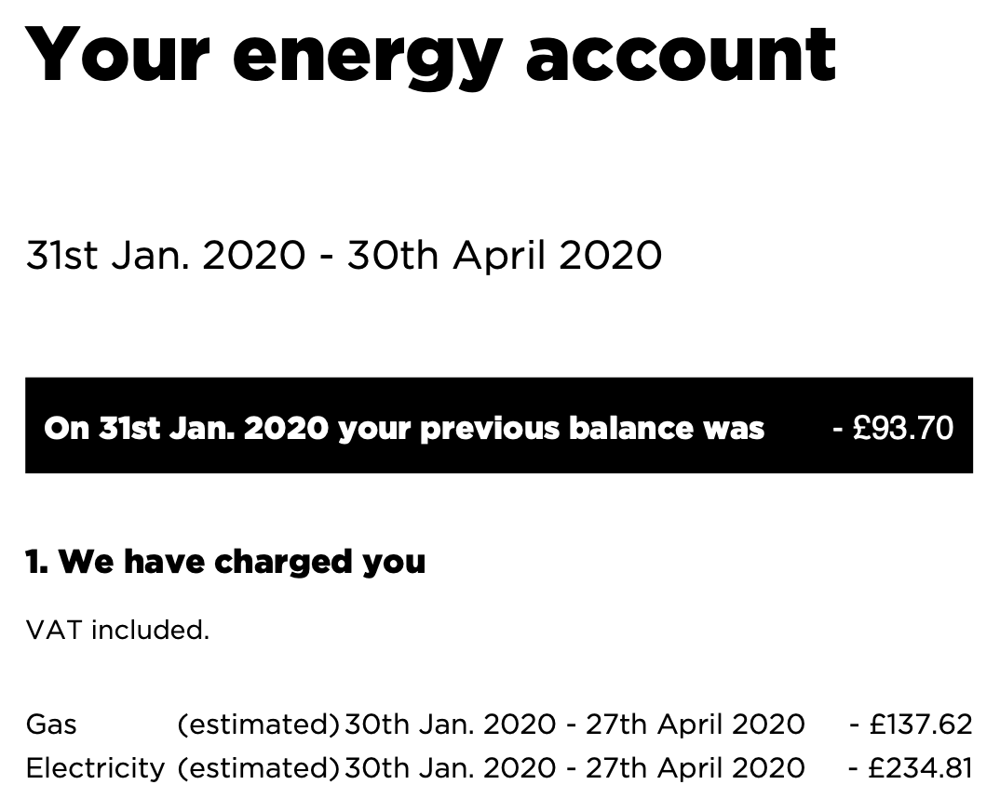 Your energy account
31st Jan. 2020 - 30th April 2020
On 31st Jan. 2020 your previous balance was - £93.70
1. We have charged you
VAT included.
Gas (estimated) 30th Jan. 2020 - 27th April 2020 - £137.62
Electricity (estimated) 30th Jan. 2020 - 27th April 2020 - £234.81